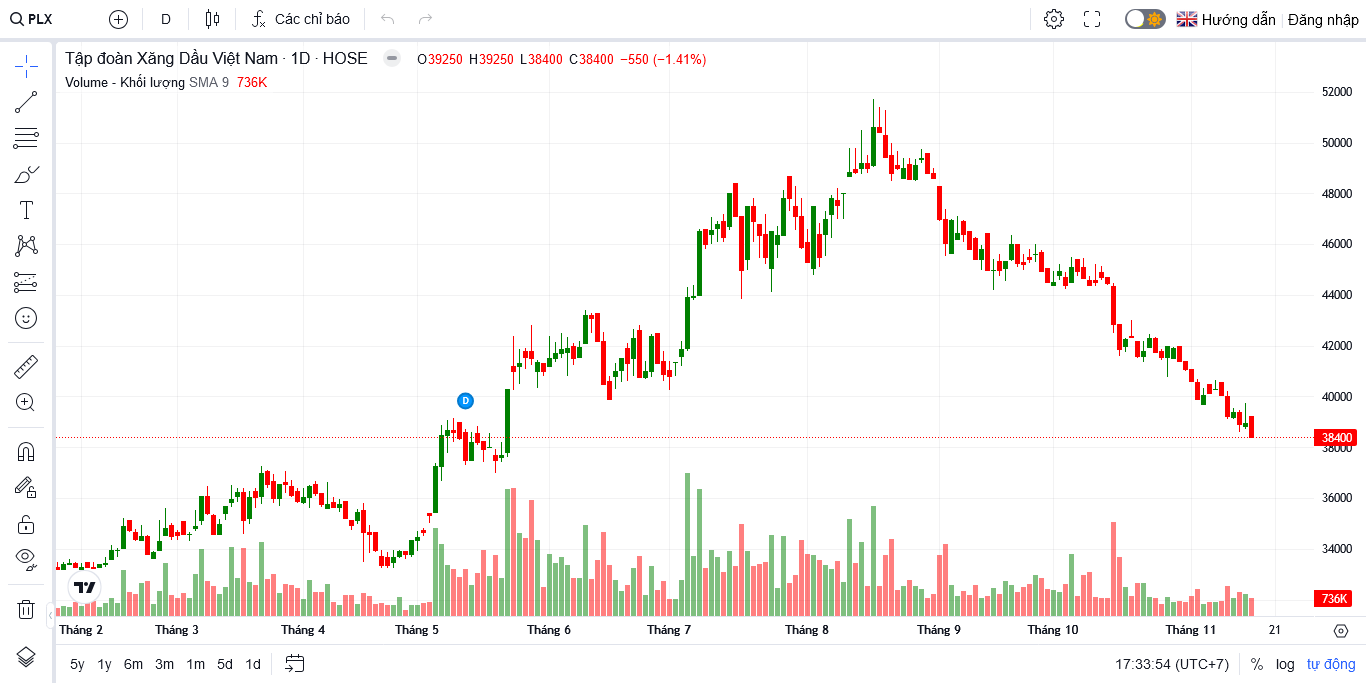 PLX D Các chỉ báo Hướng dẫn Đăng nhập
Tập đoàn Xăng Dầu Việt Nam · 1D · HOSE O39250 H39250 L38400 C38400 −550 (−1.41%)
Volume - Khối lượng SMA 9 736K
52000
50000
48000
46000
44000
42000
40000
38400
38000
36000
34000
736K
D
Tháng 2 Tháng 3 Tháng 4 Tháng 5 Tháng 6 Tháng 7 Tháng 8 Tháng 9 Tháng 10 Tháng 11 21
5y 1y 6m 3m 1m 5d 1d 17:33:54 (UTC+7) % log tự động